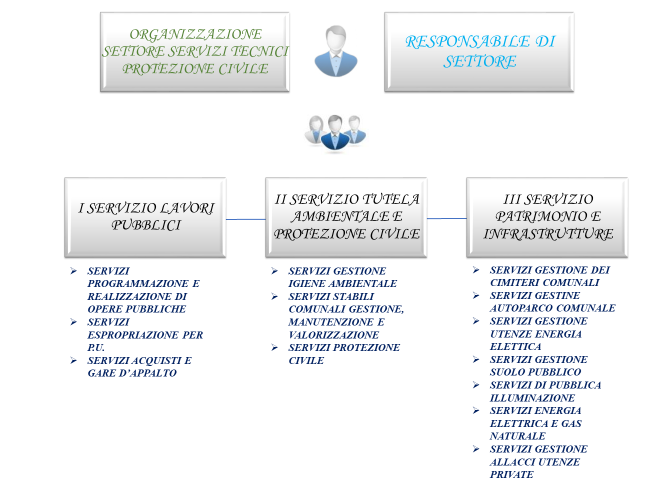 ORGANIZZAZIONE
SETTORE SERVIZI TECNICI
PROTEZIONE CIVILE
RESPONSABILE DI
SETTORE
I SERVIZIO LAVORI
PUBBLICI
II SERVIZIO TUTELA
AMBIENTALE E
PROTEZIONE CIVILE
III SERVIZIO
PATRIMONIO E
INFRASTRUTTURE
SERVIZI
PROGRAMMAZIONE E
REALIZZAZIONE DI
OPERE PUBBLICHE
SERVIZI
ESPROPRIAZIONE PER
P.U.
SERVIZI ACQUISTI E
GARE D'APPALTO
SERVIZI GESTIONE
IGIENE AMBIENTALE
SERVIZI STABILI
COMUNALI GESTIONE,
MANUTENZIONE E
VALORIZZAZIONE
SERVIZI PROTEZIONE
CIVILE
SERVIZI GESTIONE DEI
CIMITERI COMUNALI
SERVIZI GESTINE
AUTOPARCO COMUNALE
SERVIZI GESTIONE
UTENZE ENERGIA
ELETTICA
SERVIZI GESTIONE
SUOLO PUBBLICO
SERVIZI DI PUBBLICA
ILLUMINAZIONE
SERVIZI ENERGIA
ELETTRICA E GAS
NATURALE
SERVIZI GESTIONE
ALLACCI UTENZE
PRIVATE